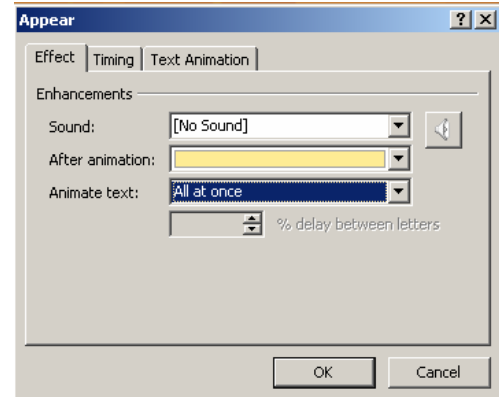 Appear
Effect Timing Text Animation
Enhancements
Sound: [No Sound]
After animation:
Animate text: All at once
% delay between letters
OK Cancel